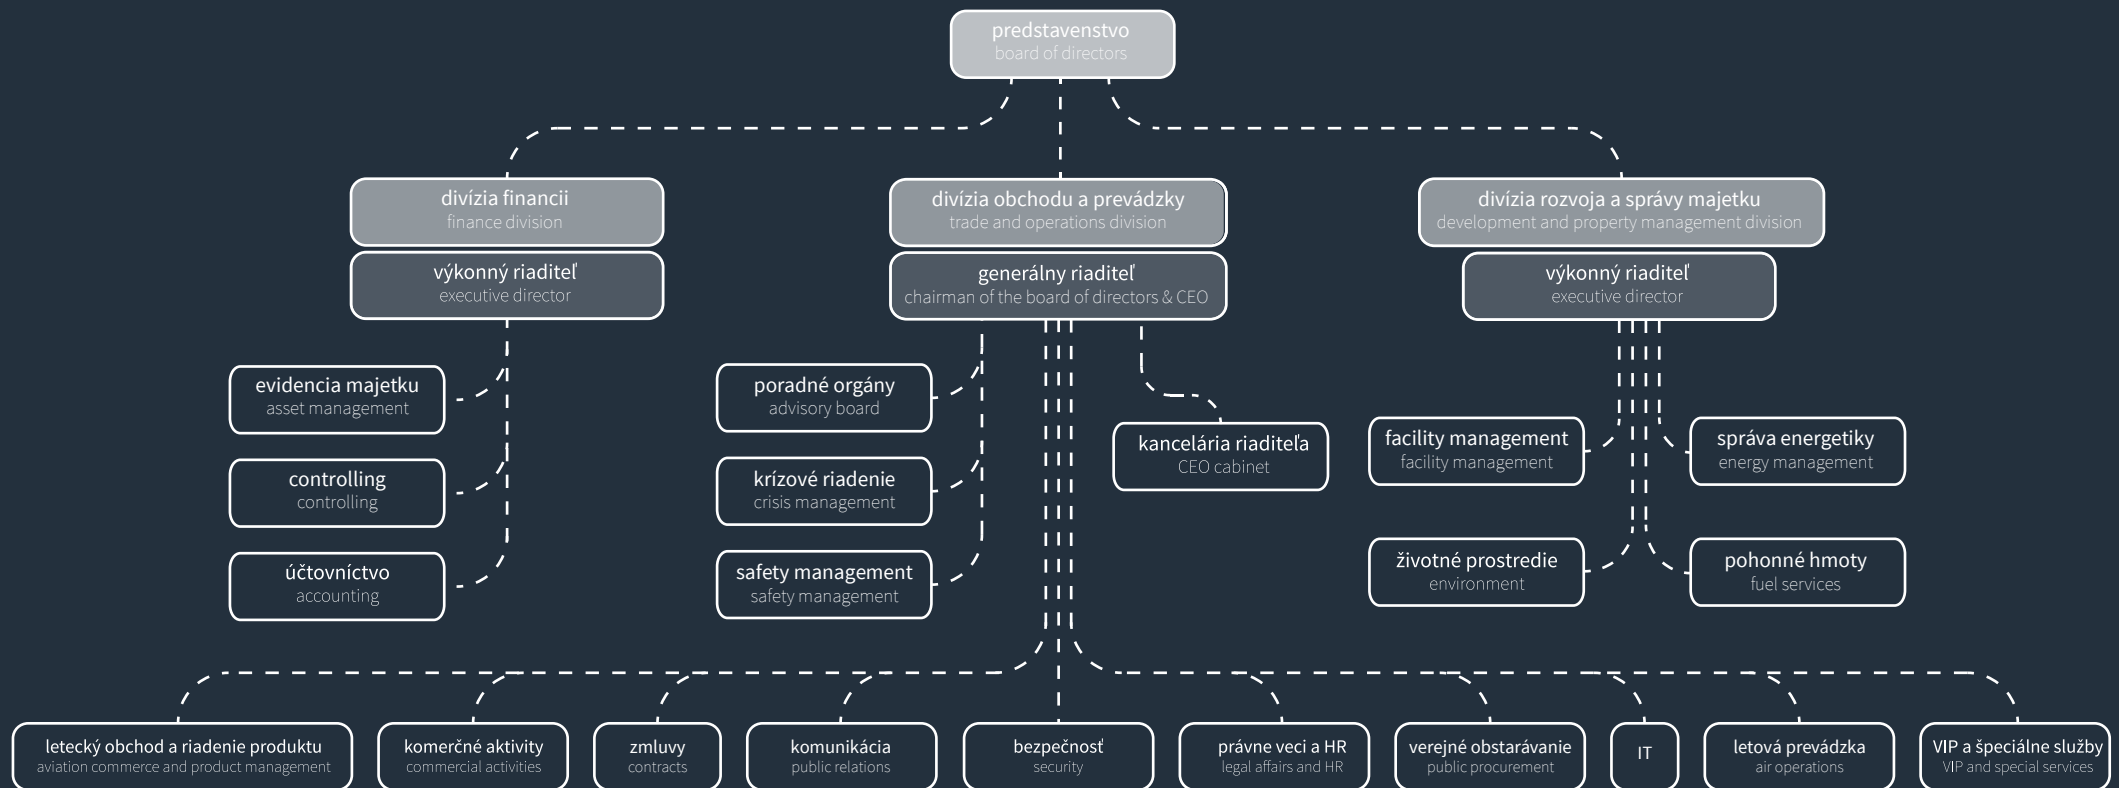 predstavenstvo
board of directors
divízia financii
finance division
výkonný riaditeľ
executive director
divízia obchodu a prevádzky
trade and operations division
generálny riaditeľ
chairman of the board of directors & CEO
divízia rozvoja a správy majetku
development and property management division
výkonný riaditeľ
executive director
evidencia majetku
asset management
controlling
controlling
účtovníctvo
accounting
poradné orgány
advisory board
krízové riadenie
crisis management
safety management
safety management
kancelária riaditeľa
CEO cabinet
facility management
facility management
správa energetiky
energy management
životné prostredie
environment
pohonné hmoty
fuel services
letecký obchod a riadenie produktu
aviation commerce and product management
komerčné aktivity
commercial activities
zmluvy
contracts
komunikácia
public relations
bezpečnosť
security
právne veci a HR
legal affairs and HR
verejné obstarávanie
public procurement
IT
letová prevádzka
air operations
VIP a špeciálne služby
VIP and special services